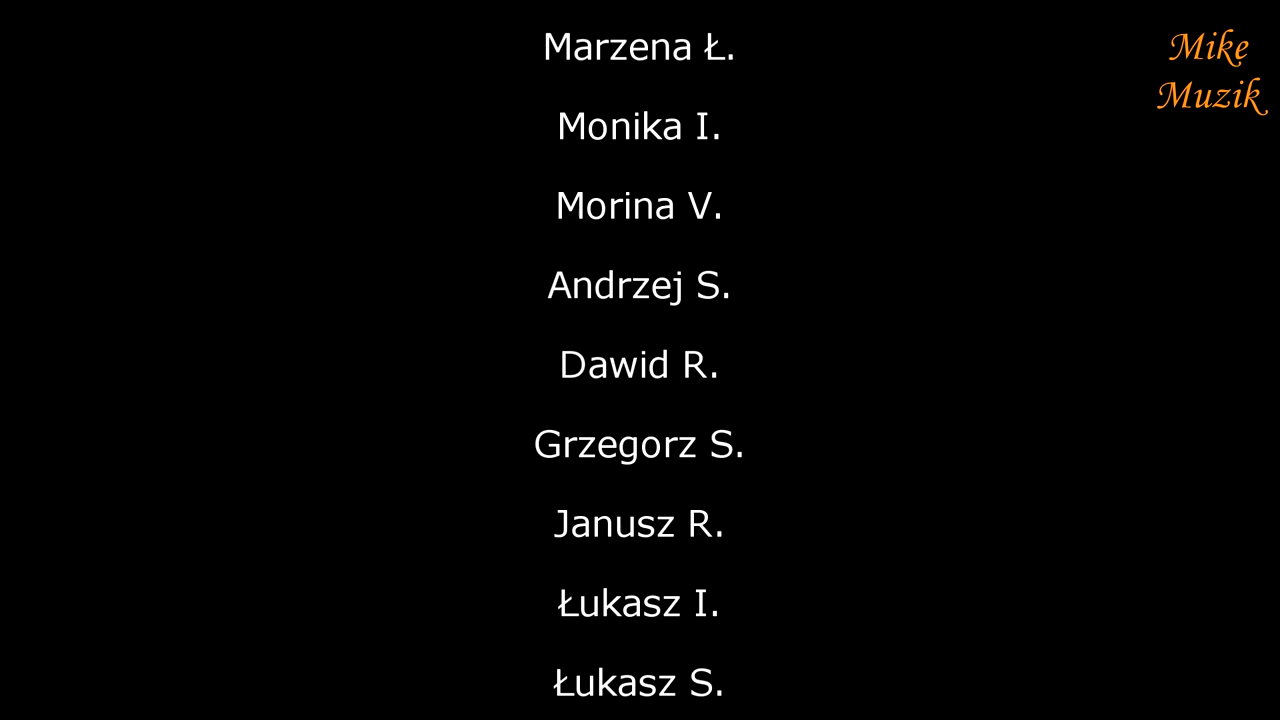 Marzena Ł.
Monika I.
Morina V.
Andrzej S.
Dawid R.
Grzegorz S.
Janusz R.
Łukasz I.
Łukasz S.
Mike
Muzik